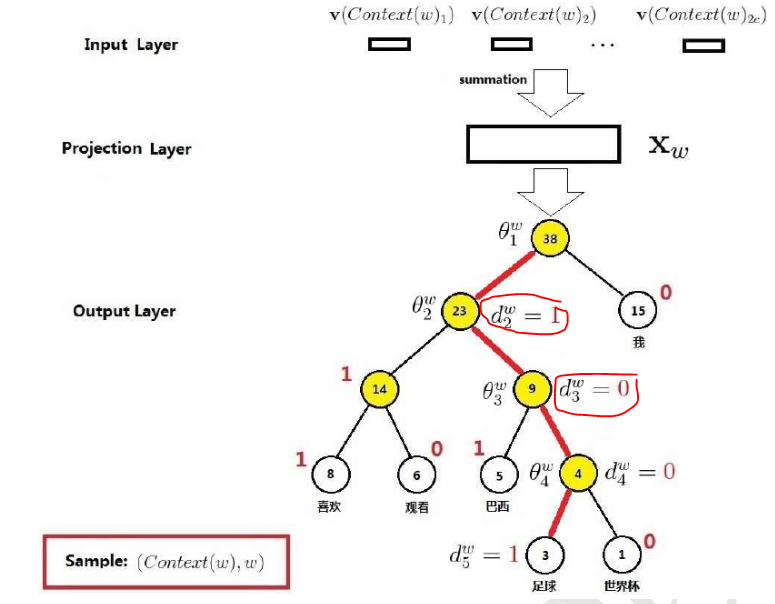 v(Context(w)₁) v(Context(w)₂) v(Context(w)₂c)
Input Layer ...
summation
Projection Layer xw
θ₁ʷ 38
Output Layer θ₂ʷ 23 d₂ʷ = 1 15 0
我
1 14 θ₃ʷ 9 d₃ʷ = 0
1 8 6 0 1 5 θ₄ʷ 4 d₄ʷ = 0
喜欢 观看 巴西
Sample: (Context(w), w) d₅ʷ = 1 3 1 0
足球 世界杯